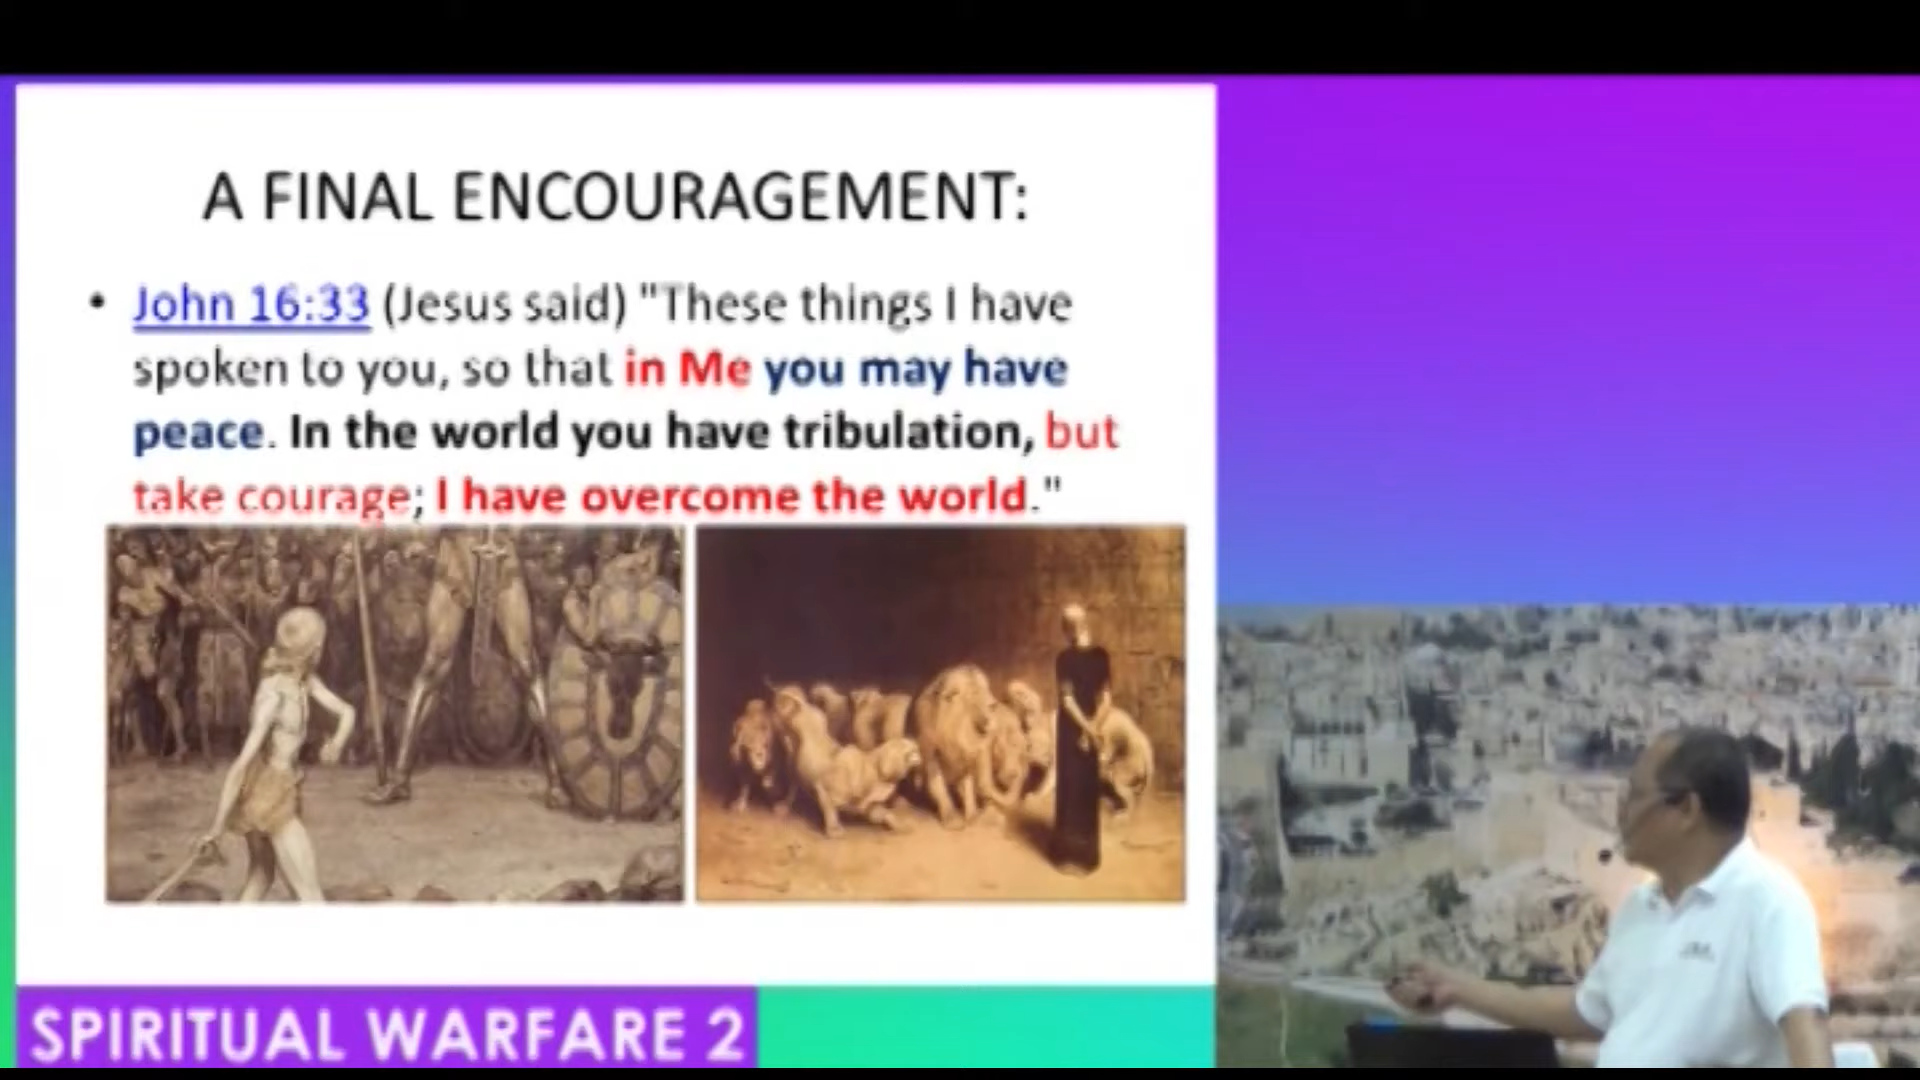 A FINAL ENCOURAGEMENT:
• John 16:33 (Jesus said) "These things I have
spoken to you, so that in Me you may have
peace. In the world you have tribulation, but
take courage; I have overcome the world."
SPIRITUAL WARFARE 2